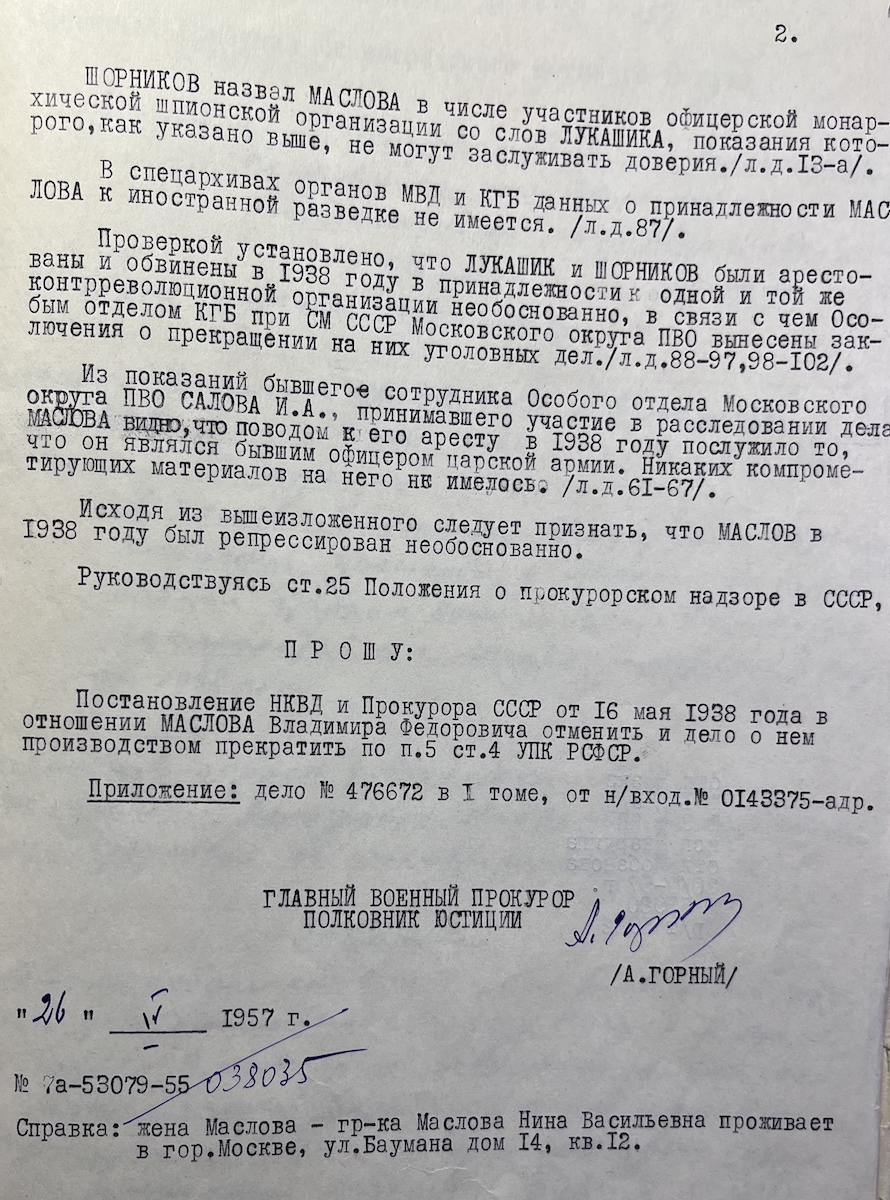 2.
ШОРНИКОВ назвал МАСЛОВА в числе участников офицерской монар-
хической шпионской организации со слов ЛУКАШИКА, показания кото-
рого,как указано выше, не могут заслуживать доверия./л.д.13-а/.
В спецархивах органов МВД и КГБ данных о принадлежности МАС
ЛОВА к иностранной разведке не имеется. /л.д.87/.
Проверкой установлено, что ЛУКАШИК и ШОРНИКОВ были аресто-
ваны и обвинены в 1938 году в принадлежности к одной и той же
контрреволюционной организации необоснованно, в связи с чем Осо-
бым отделом КГБ при СМ СССР Московского округа ПВО вынесены зак-
лючения о прекращении на них уголовных дел./л.д.88-97,98-102/.
Из показаний бывшего сотрудника Особого отдела Московского
округа ПВО САЛОВА И.А., принимавшего участие в расследовании дела
МАСЛОВА видно,что поводом к его аресту в 1938 году послужило то,
что он являлся бывшим офицером царской армии. Никаких компроме-
тирующих материалов на него не имелось. /л.д.61-67/.
Исходя из вышеизложенного следует признать, что МАСЛОВ в
1938 году был репрессирован необоснованно.
Руководствуясь ст.25 Положения о прокурорском надзоре в СССР,
П Р О Ш У:
Постановление НКВД и Прокурора СССР от 16 мая 1938 года в
отношении МАСЛОВА Владимира Федоровича отменить и дело о нем
производством прекратить по п.5 ст.4 УПК РСФСР.
Приложение: дело № 476672 в I томе, от н/вход.№ 0143375-адр.
ГЛАВНЫЙ ВОЕННЫЙ ПРОКУРОР
ПОЛКОВНИК ЮСТИЦИИ
А. Горный
/А.ГОРНЫЙ/
"26" IV 1957 г.
№ 7а-53079-55 038035
Справка: жена Маслова - гр-ка Маслова Нина Васильевна проживает
в гор.Москве, ул.Баумана дом 14, кв.12.